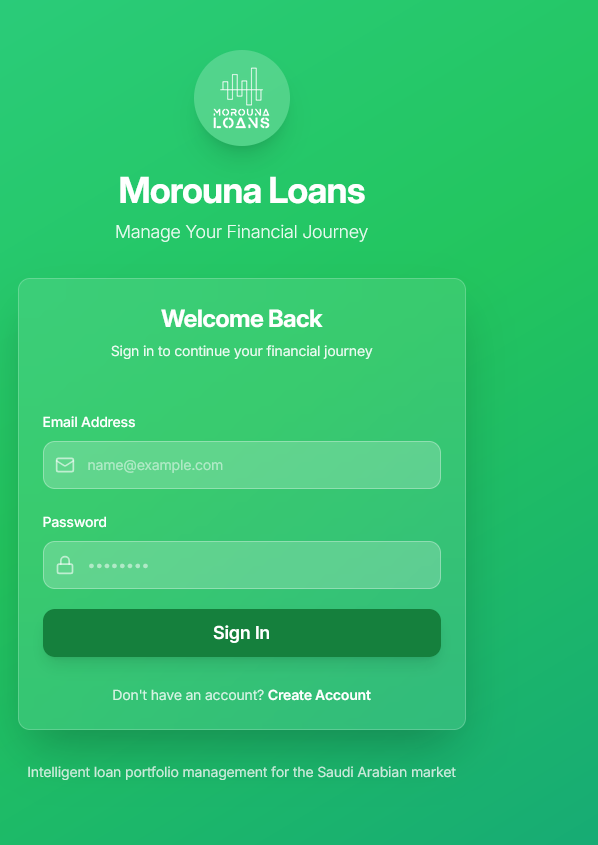 MOROUNA
LOANS
Morouna Loans
Manage Your Financial Journey
Welcome Back
Sign in to continue your financial journey
Email Address
name@example.com
Password
••••••••
Sign In
Don't have an account? Create Account
Intelligent loan portfolio management for the Saudi Arabian market